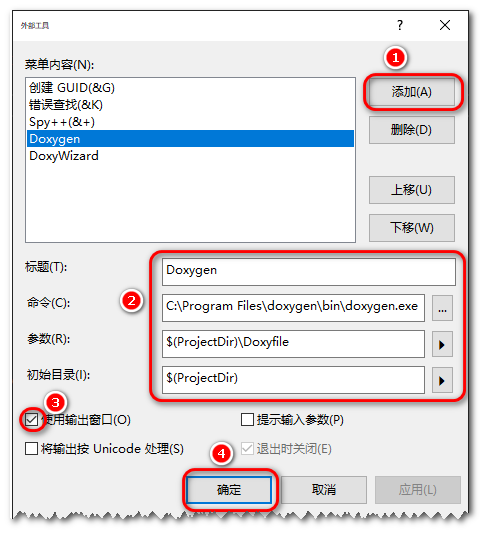 外部工具
? ×
菜单内容(N):
1
创建 GUID(&G)
错误查找(&K)
Spy++(&+)
Doxygen
DoxyWizard
添加(A)
删除(D)
上移(U)
下移(W)
标题(T):
Doxygen
2
命令(C):
C:\Program Files\doxygen\bin\doxygen.exe
...
参数(R):
$(ProjectDir)\Doxyfile
初始目录(I):
$(ProjectDir)
3
使用输出窗口(O)
提示输入参数(P)
将输出按 Unicode 处理(S)
退出时关闭(E)
4
确定
取消
应用(L)